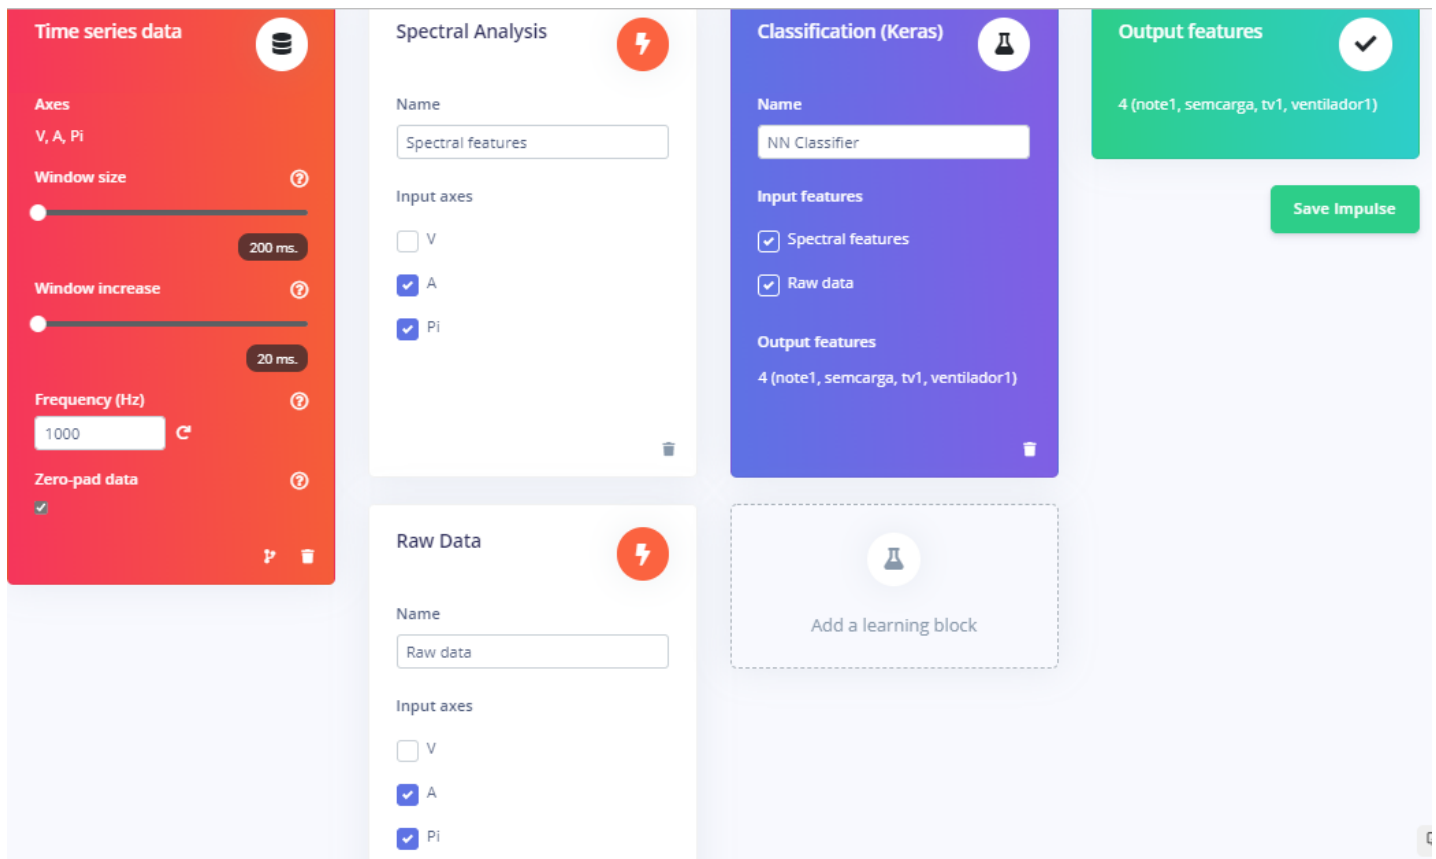 Time series data
Axes
V, A, Pi
Window size
200 ms.
Window increase
20 ms.
Frequency (Hz)
1000
Zero-pad data
Spectral Analysis
Name
Spectral features
Input axes
V
A
Pi
Raw Data
Name
Raw data
Input axes
V
A
Pi
Classification (Keras)
Name
NN Classifier
Input features
Spectral features
Raw data
Output features
4 (note1, semcarga, tv1, ventilador1)
Add a learning block
Output features
4 (note1, semcarga, tv1, ventilador1)
Save Impulse